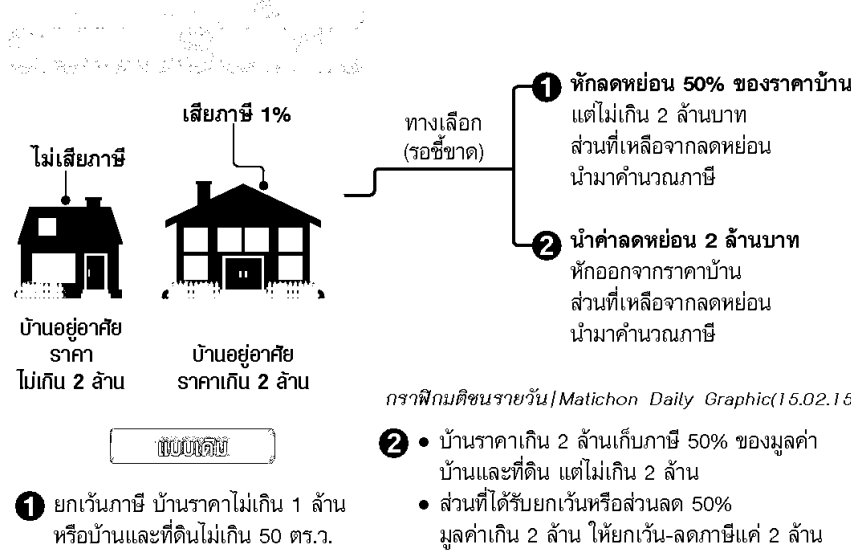 ไม่เสียภาษี
เสียภาษี 1%
บ้านอยู่อาศัย
ราคา
ไม่เกิน 2 ล้าน
บ้านอยู่อาศัย
ราคาเกิน 2 ล้าน
ทางเลือก
(รอชี้ขาด)
1 หักลดหย่อน 50% ของราคาบ้าน
แต่ไม่เกิน 2 ล้านบาท
ส่วนที่เหลือจากลดหย่อน
นำมาคำนวณภาษี
2 นำค่าลดหย่อน 2 ล้านบาท
หักออกจากราคาบ้าน
ส่วนที่เหลือจากลดหย่อน
นำมาคำนวณภาษี
กราฟิกมติชนรายวัน|Matichon Daily Graphic(15.02.15
แบบเดิม
1 ยกเว้นภาษี บ้านราคาไม่เกิน 1 ล้าน
หรือบ้านและที่ดินไม่เกิน 50 ตร.ว.
2 • บ้านราคาเกิน 2 ล้านเก็บภาษี 50% ของมูลค่า
บ้านและที่ดิน แต่ไม่เกิน 2 ล้าน
• ส่วนที่ได้รับยกเว้นหรือส่วนลด 50%
มูลค่าเกิน 2 ล้าน ให้ยกเว้น-ลดภาษีแค่ 2 ล้าน